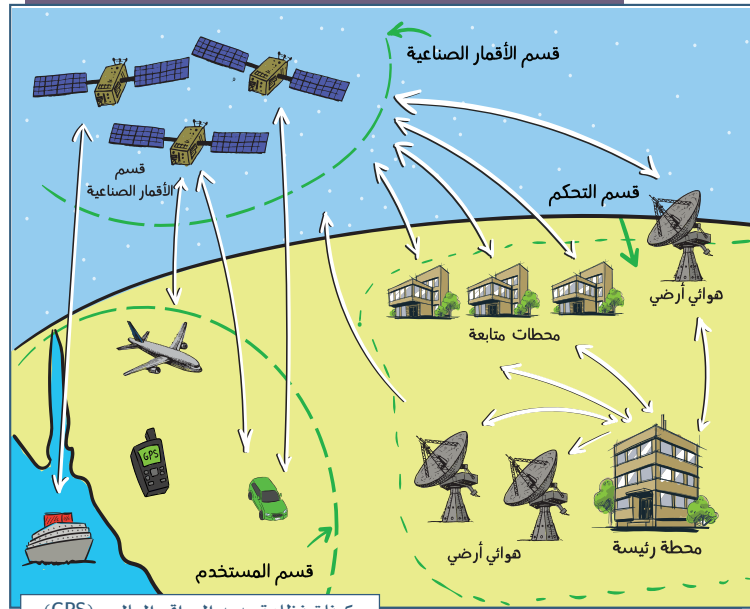 قسم الأقمار الصناعية
قسم
الأقمار الصناعية
قسم التحكم
هوائي أرضي
محطات متابعة
GPS
هوائي أرضي
محطة رئيسة
قسم المستخدم
(GPS)